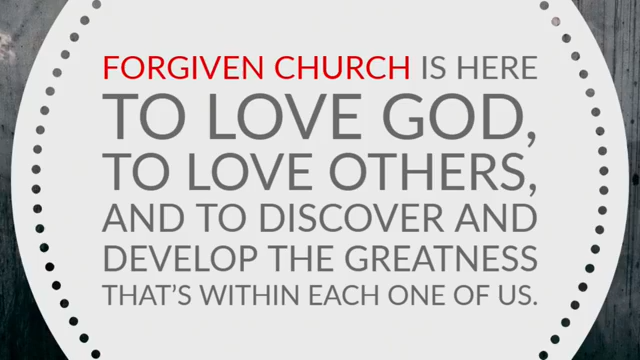 FORGIVEN CHURCH IS HERE
TO LOVE GOD,
TO LOVE OTHERS,
AND TO DISCOVER AND
DEVELOP THE GREATNESS
THAT'S WITHIN EACH ONE OF US.